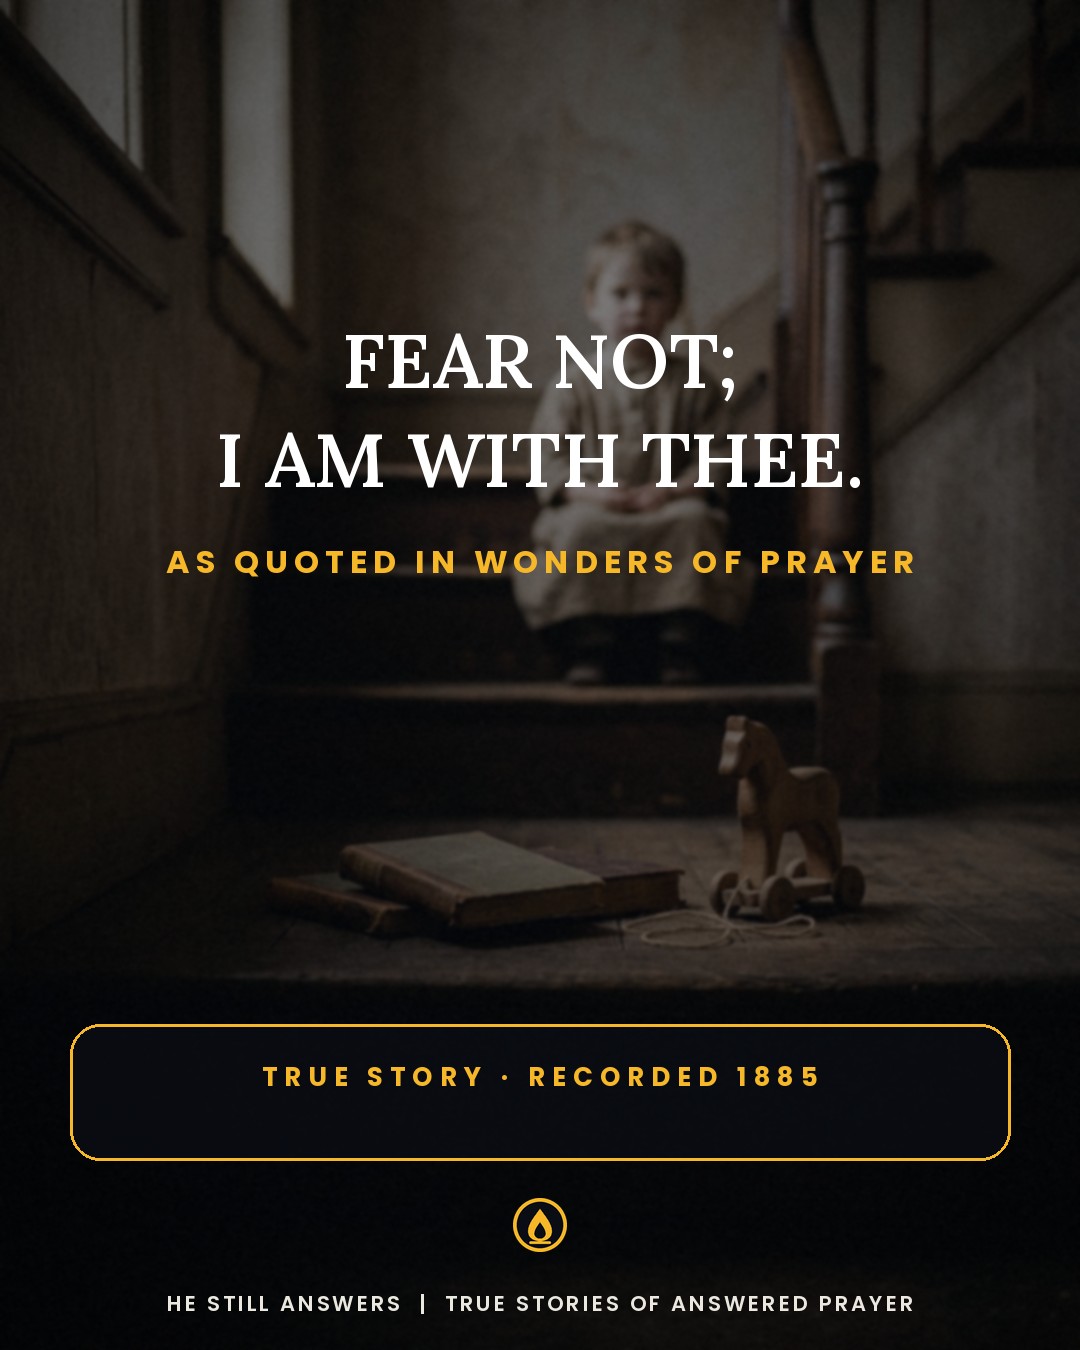 FEAR NOT;
I AM WITH THEE.
AS QUOTED IN WONDERS OF PRAYER
TRUE STORY · RECORDED 1885
HE STILL ANSWERS | TRUE STORIES OF ANSWERED PRAYER